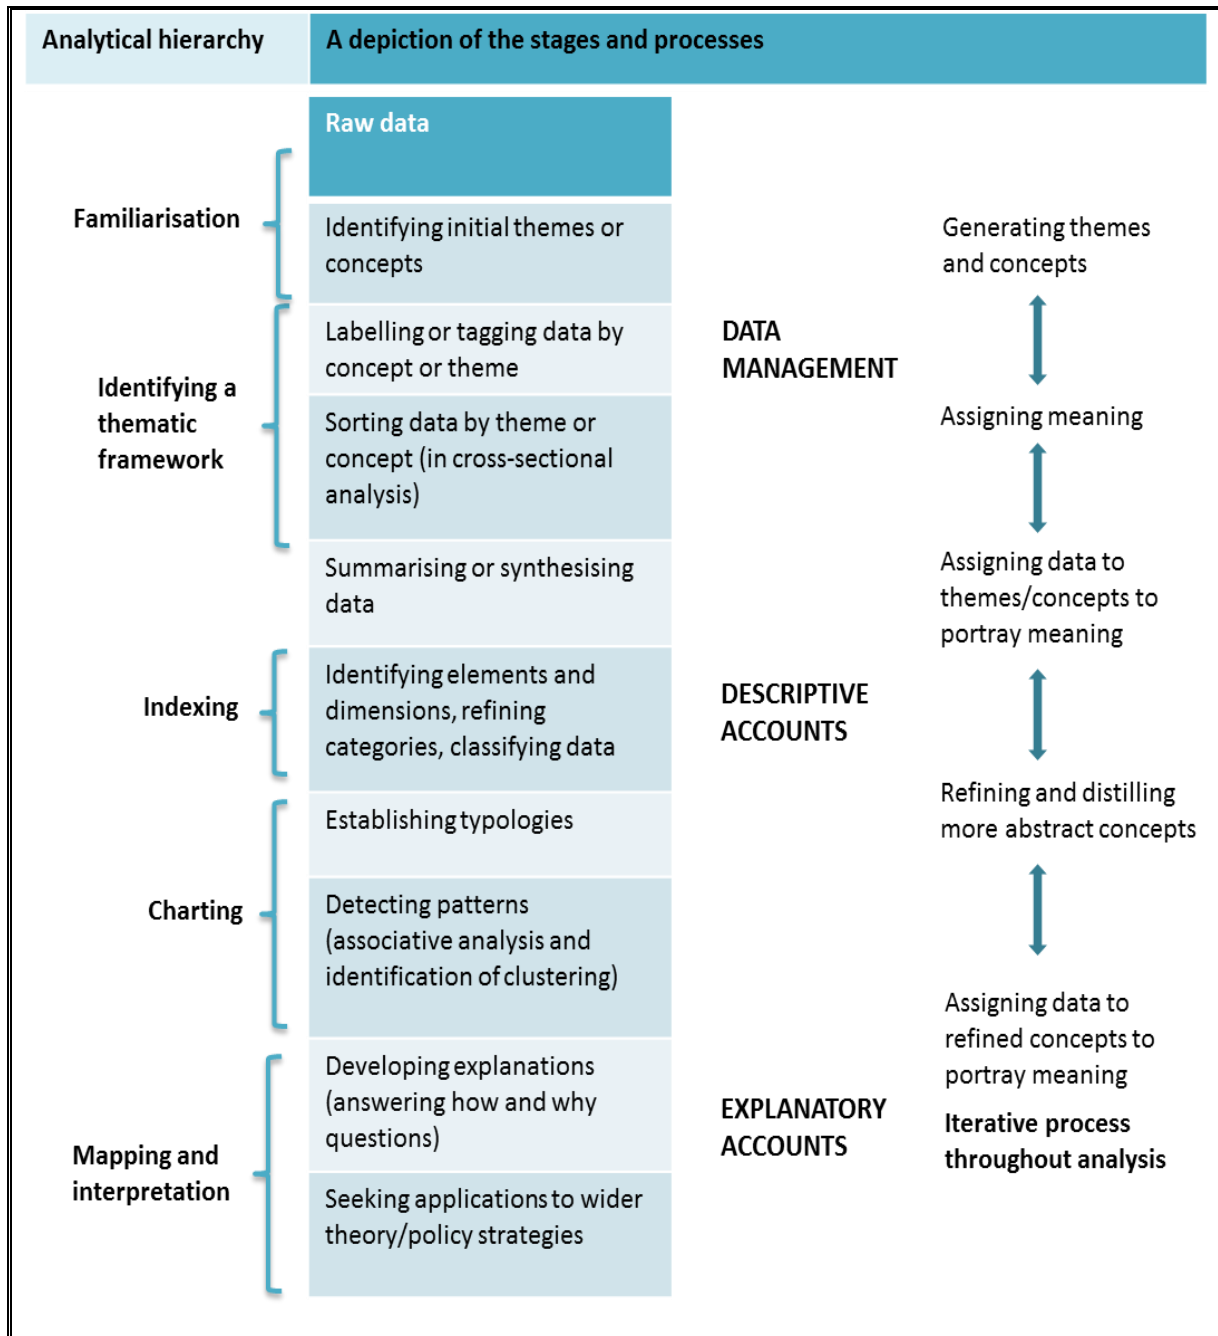 Analytical hierarchy
A depiction of the stages and processes
Raw data
Familiarisation
Identifying initial themes or
concepts
Generating themes
and concepts
Labelling or tagging data by
concept or theme
DATA
MANAGEMENT
Identifying a
thematic
framework
Sorting data by theme or
concept (in cross-sectional
analysis)
Assigning meaning
Summarising or synthesising
data
Assigning data to
themes/concepts to
portray meaning
Indexing
Identifying elements and
dimensions, refining
categories, classifying data
DESCRIPTIVE
ACCOUNTS
Establishing typologies
Refining and distilling
more abstract concepts
Charting
Detecting patterns
(associative analysis and
identification of clustering)
Assigning data to
refined concepts to
portray meaning
Developing explanations
(answering how and why
questions)
EXPLANATORY
ACCOUNTS
Iterative process
throughout analysis
Mapping and
interpretation
Seeking applications to wider
theory/policy strategies